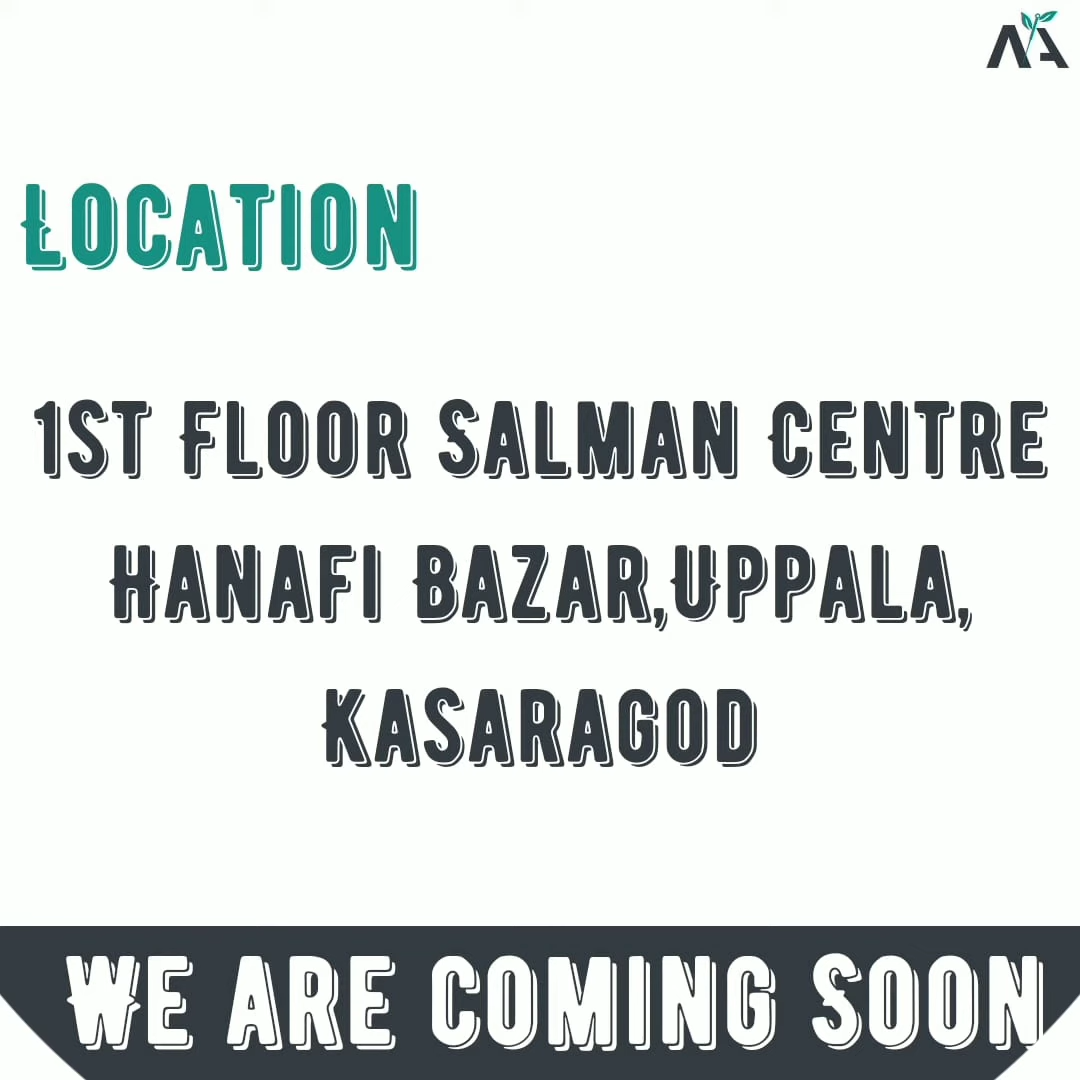 Location
1st Floor Salman Centre
Hanafi Bazar,Uppala,
Kasaragod
We are coming Soon